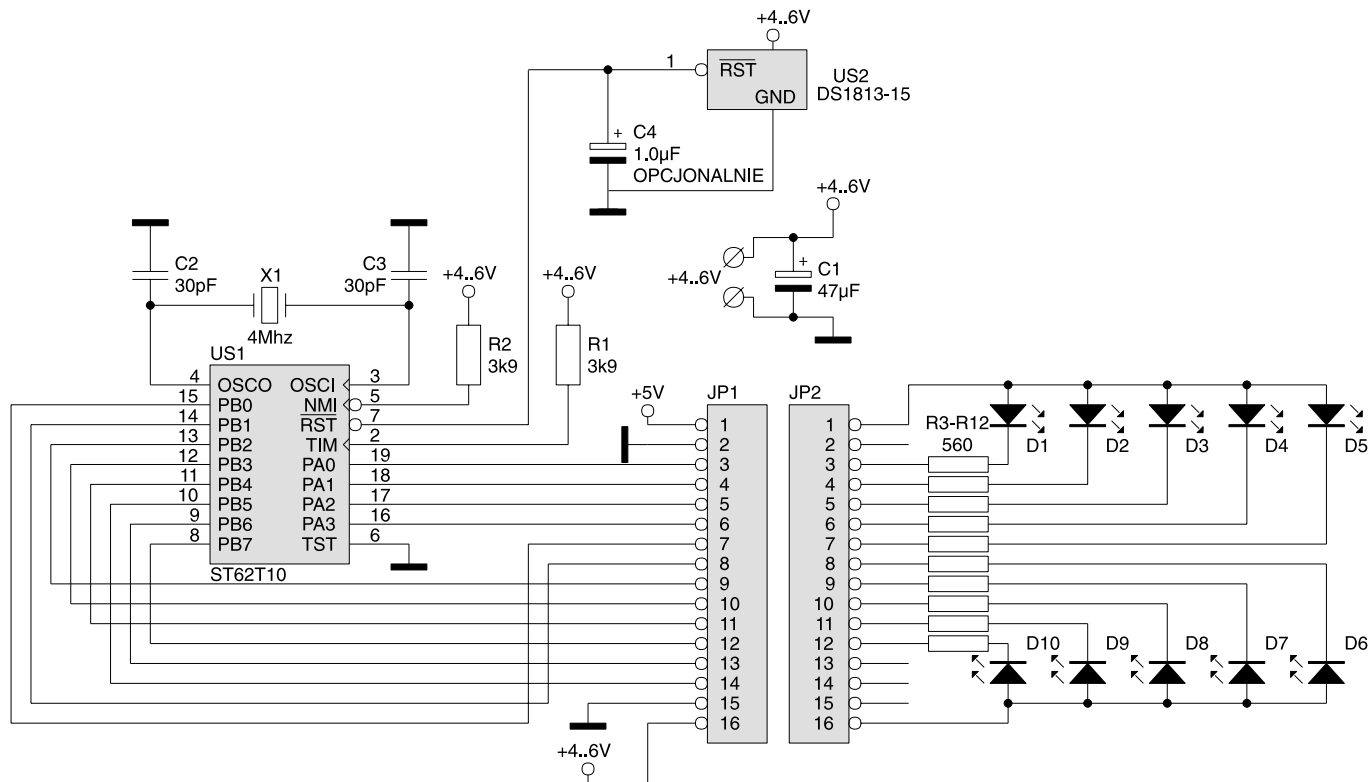 +4..6V
1
RST
US2
GND
DS1813-15
+ C4
1.0µF
OPCJONALNIE
+4..6V
+4..6V
+
C1
47µF
C2
30pF
X1
4Mhz
C3
30pF
+4..6V
+4..6V
R2
3k9
R1
3k9
US1
4 OSCO OSCI 3
15 PB0 NMI 5
14 PB1 RST 7
13 PB2 TIM 2
12 PB3 PA0 19
11 PB4 PA1 18
10 PB5 PA2 17
9 PB6 PA3 16
8 PB7 TST 6
ST62T10
+5V
JP1
1
2
3
4
5
6
7
8
9
10
11
12
13
14
15
16
+4..6V
JP2
1
2
3
4
5
6
7
8
9
10
11
12
13
14
15
16
R3-R12
560
D1
D2
D3
D4
D5
D10
D9
D8
D7
D6